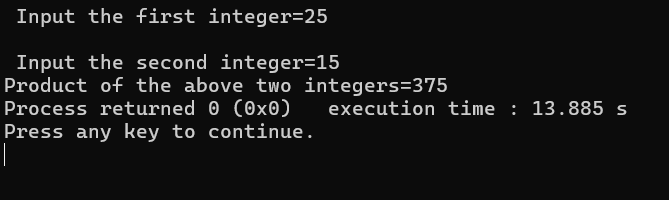 Input the first integer=25
Input the second integer=15
Product of the above two integers=375
Process returned 0 (0x0)   execution time : 13.885 s
Press any key to continue.